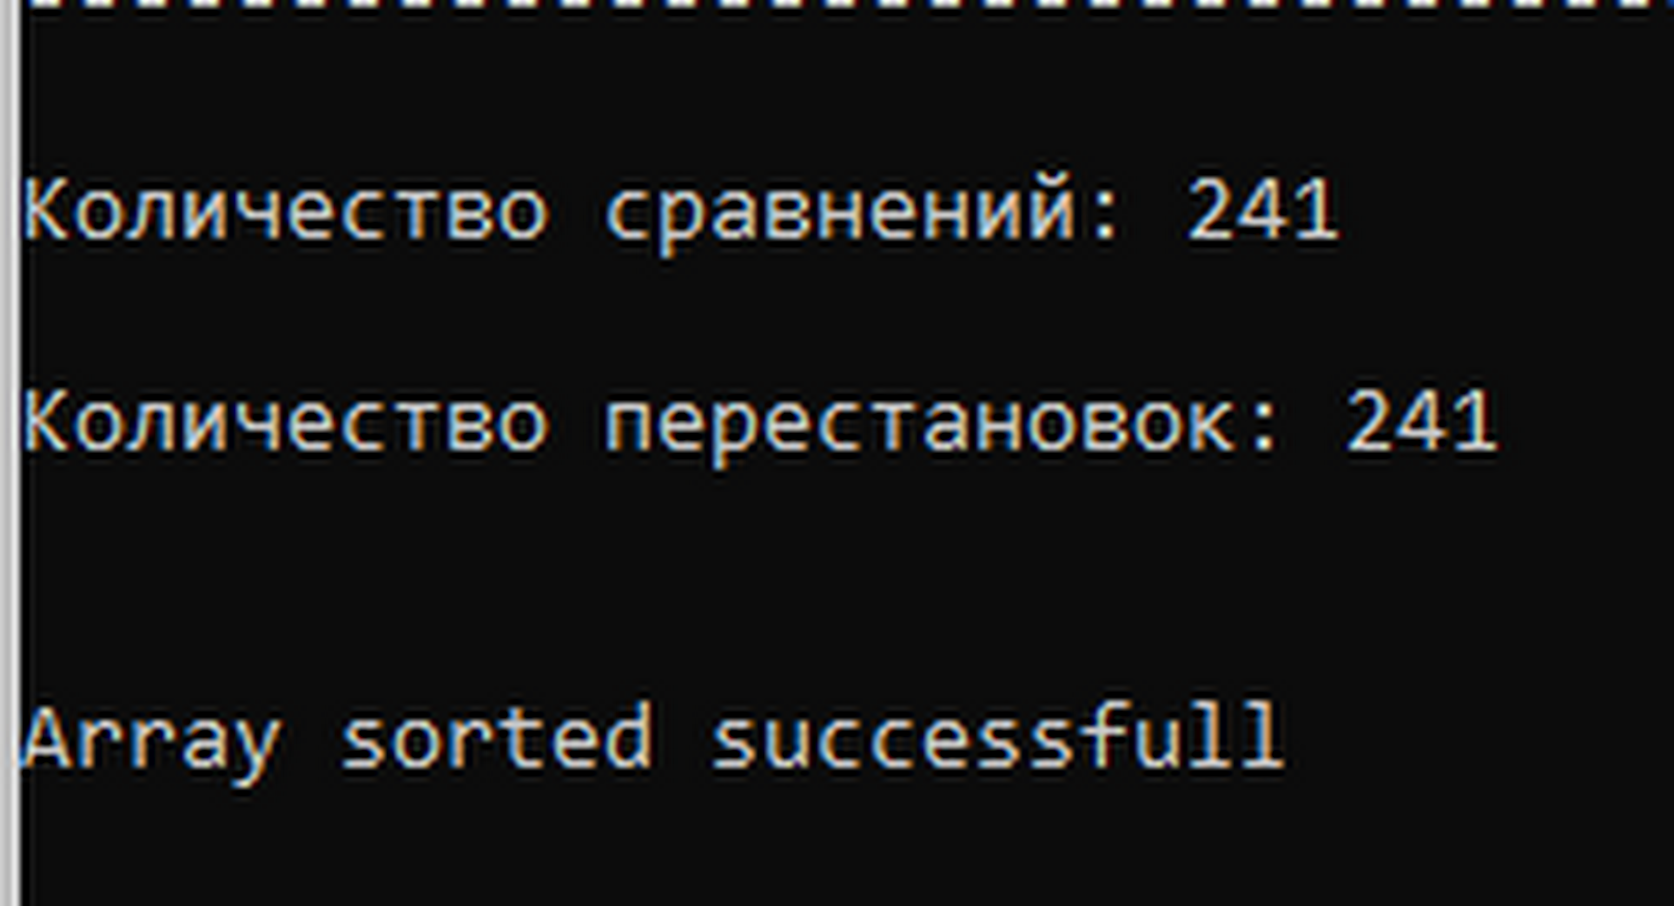 Количество сравнений: 241
Количество перестановок: 241
Array sorted successfull